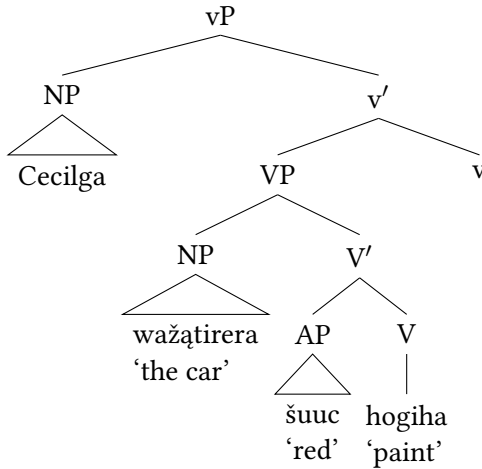 vP
NP v′
Cecilga VP v
NP V′
wažątirera AP V
‘the car’
šuuc hogiha
‘red’ ‘paint’